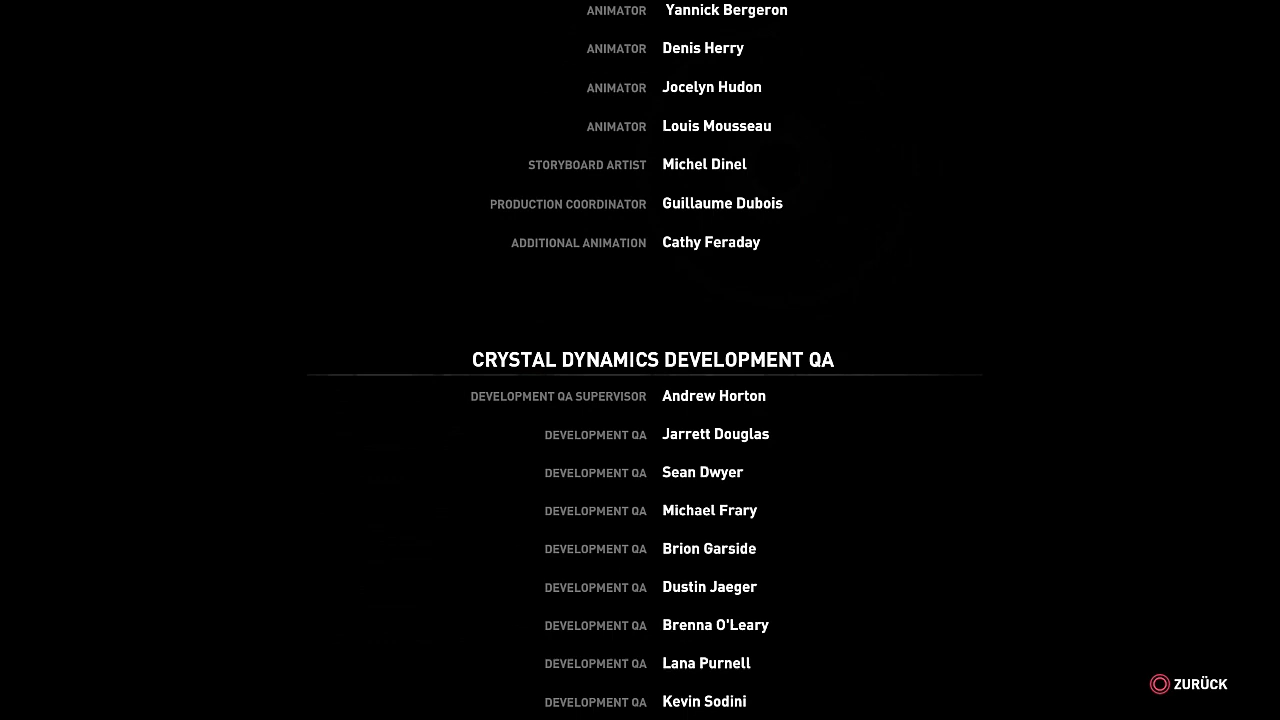 ANIMATOR Yannick Bergeron
ANIMATOR Denis Herry
ANIMATOR Jocelyn Hudon
ANIMATOR Louis Mousseau
STORYBOARD ARTIST Michel Dinel
PRODUCTION COORDINATOR Guillaume Dubois
ADDITIONAL ANIMATION Cathy Feraday
CRYSTAL DYNAMICS DEVELOPMENT QA
DEVELOPMENT QA SUPERVISOR Andrew Horton
DEVELOPMENT QA Jarrett Douglas
DEVELOPMENT QA Sean Dwyer
DEVELOPMENT QA Michael Frary
DEVELOPMENT QA Brion Garside
DEVELOPMENT QA Dustin Jaeger
DEVELOPMENT QA Brenna O'Leary
DEVELOPMENT QA Lana Purnell
DEVELOPMENT QA Kevin Sodini
ZURÜCK